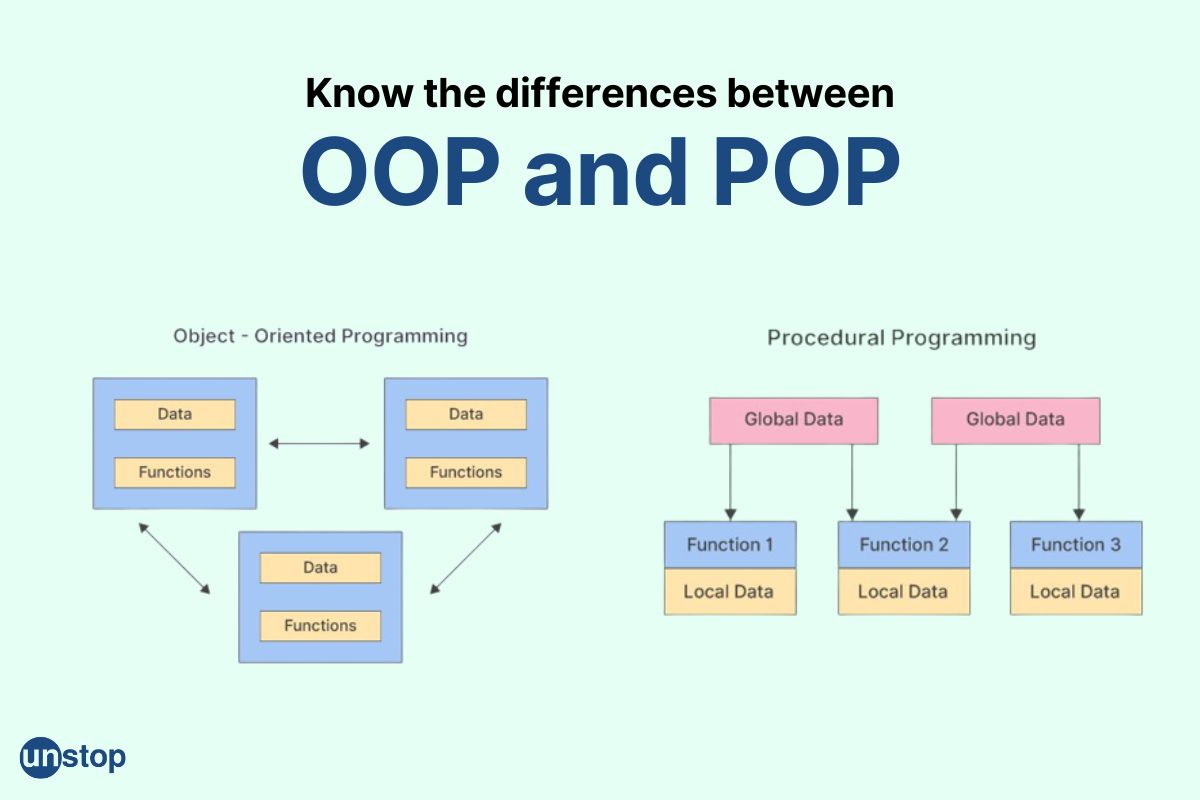 Know the differences between
OOP and POP
Object - Oriented Programming
Data
Functions
Data
Functions
Data
Functions
Procedural Programming
Global Data
Global Data
Function 1
Local Data
Function 2
Local Data
Function 3
Local Data
unstop